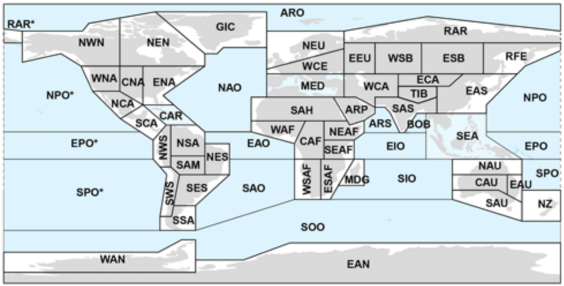 ARO
RAR*
GIC
RAR
NWN
NEN
NEU
EEU
WSB
ESB
RFE
WCE
WNA
CNA
ENA
MED
WCA
ECA
TIB
EAS
NPO*
NAO
NPO
NCA
SAH
ARP
SAS
SCA
CAR
ARS
BOB
WAF
CAF
NEAF
SEA
EPO*
NWS
NSA
EAO
SEAF
EIO
EPO
SAM
NES
NAU
SPO
SPO*
SWS
SES
SAO
WSAF
ESAF
MDG
SIO
CAU
EAU
SAU
NZ
SSA
SOO
WAN
EAN